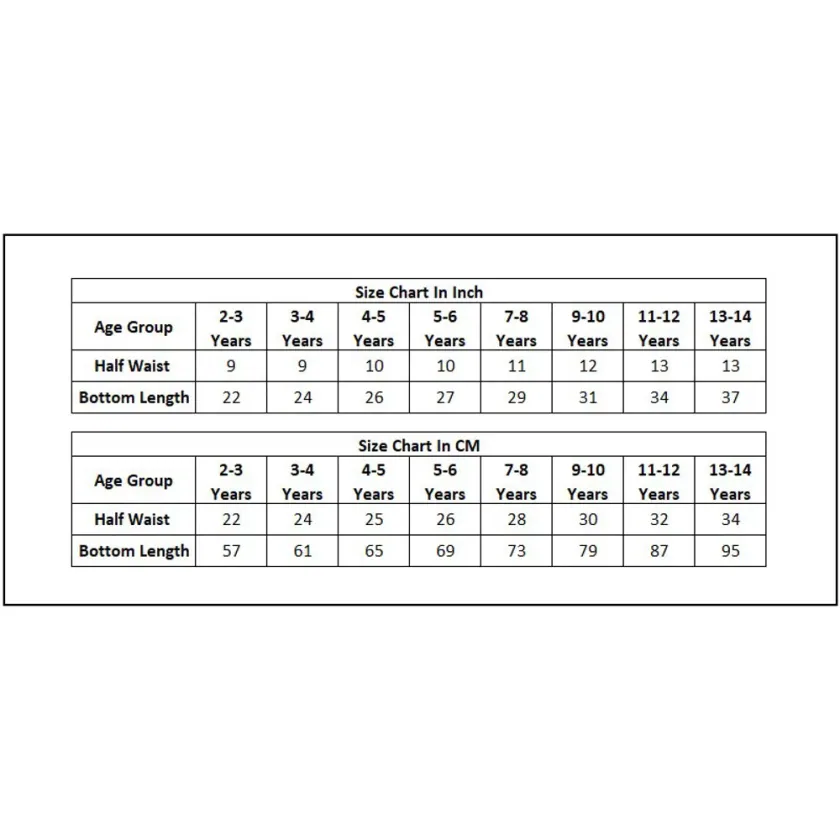 Size Chart In Inch
Age Group 2-3 Years 3-4 Years 4-5 Years 5-6 Years 7-8 Years 9-10 Years 11-12 Years 13-14 Years
Half Waist 9 9 10 10 11 12 13 13
Bottom Length 22 24 26 27 29 31 34 37
Size Chart In CM
Age Group 2-3 Years 3-4 Years 4-5 Years 5-6 Years 7-8 Years 9-10 Years 11-12 Years 13-14 Years
Half Waist 22 24 25 26 28 30 32 34
Bottom Length 57 61 65 69 73 79 87 95